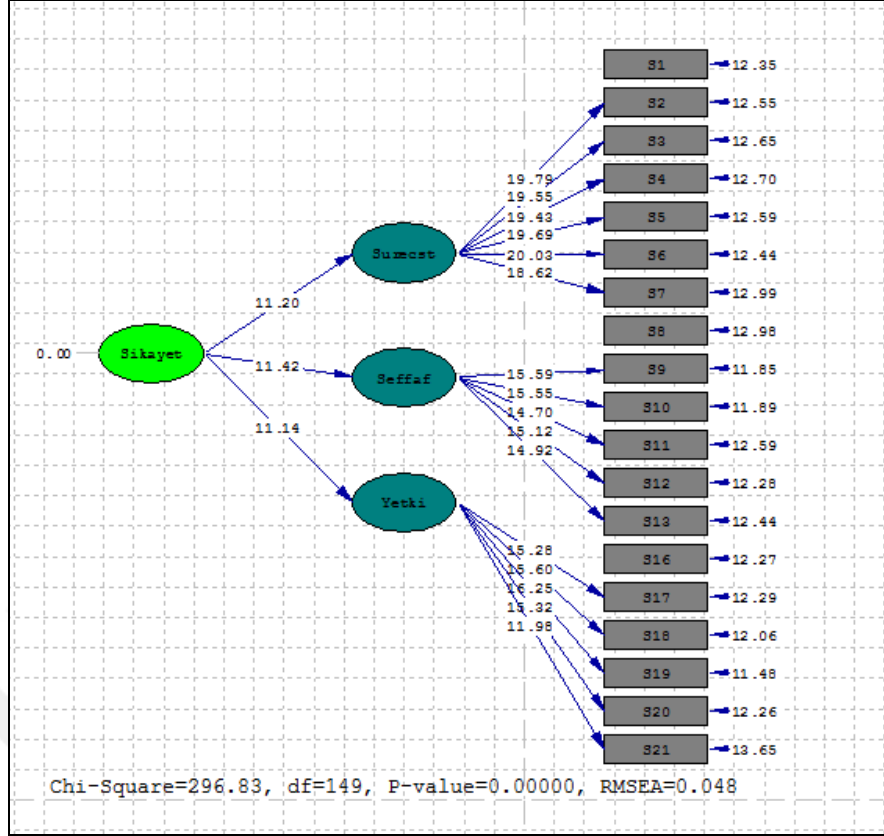 S1 12.35
S2 12.55
S3 12.65
S4 12.70
S5 12.59
S6 12.44
S7 12.99
S8 12.98
S9 11.85
S10 11.89
S11 12.59
S12 12.28
S13 12.44
S16 12.27
S17 12.29
S18 12.06
S19 11.48
S20 12.26
S21 13.65
19.79
19.55
19.43
19.69
20.03
18.62
Surecst
11.20
0.00 Sikayet
11.42
Seffaf
15.59
15.55
14.70
15.12
14.92
11.14
Yetki
15.28
15.60
16.25
15.32
11.98
Chi-Square=296.83, df=149, P-value=0.00000, RMSEA=0.048